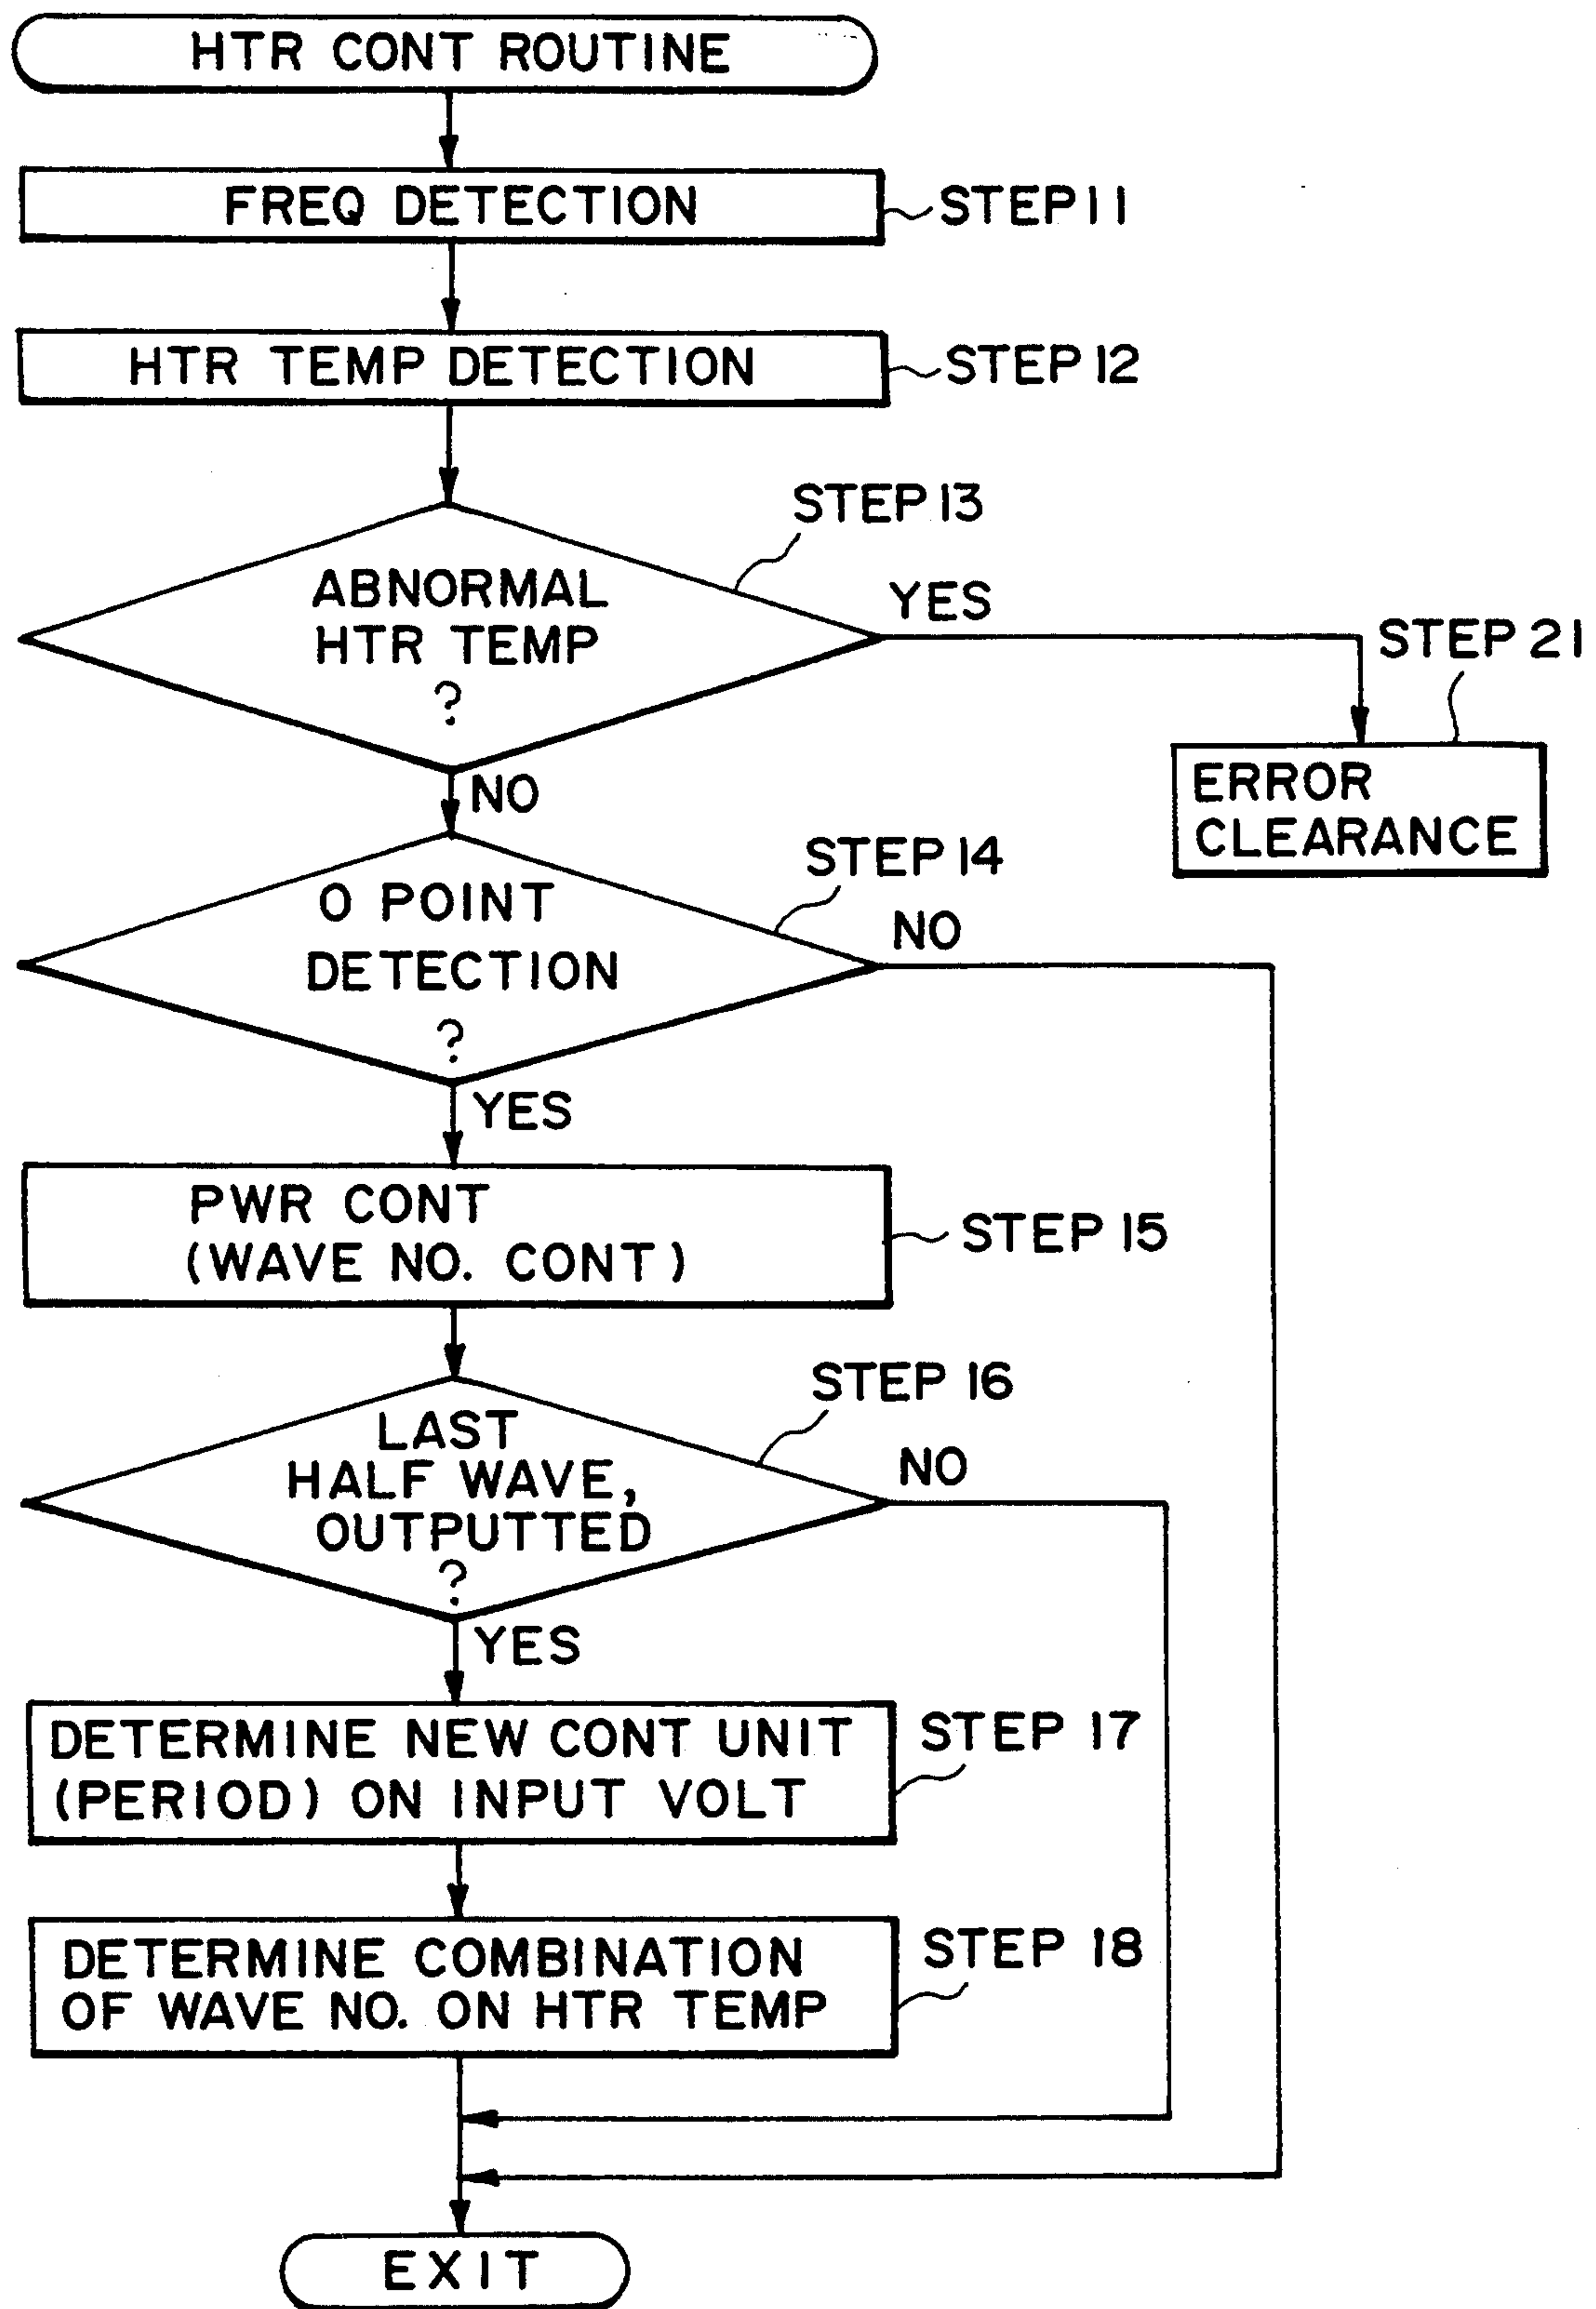 HTR CONT ROUTINE
FREQ DETECTION
STEP 11
HTR TEMP DETECTION
STEP 12
STEP 13
ABNORMAL
HTR TEMP
?
YES
STEP 21
ERROR
CLEARANCE
NO
STEP 14
0 POINT
DETECTION
?
NO
YES
PWR CONT
(WAVE NO. CONT)
STEP 15
STEP 16
LAST
HALF WAVE,
OUTPUTTED
?
NO
YES
DETERMINE NEW CONT UNIT
(PERIOD) ON INPUT VOLT
STEP 17
DETERMINE COMBINATION
OF WAVE NO. ON HTR TEMP
STEP 18
EXIT